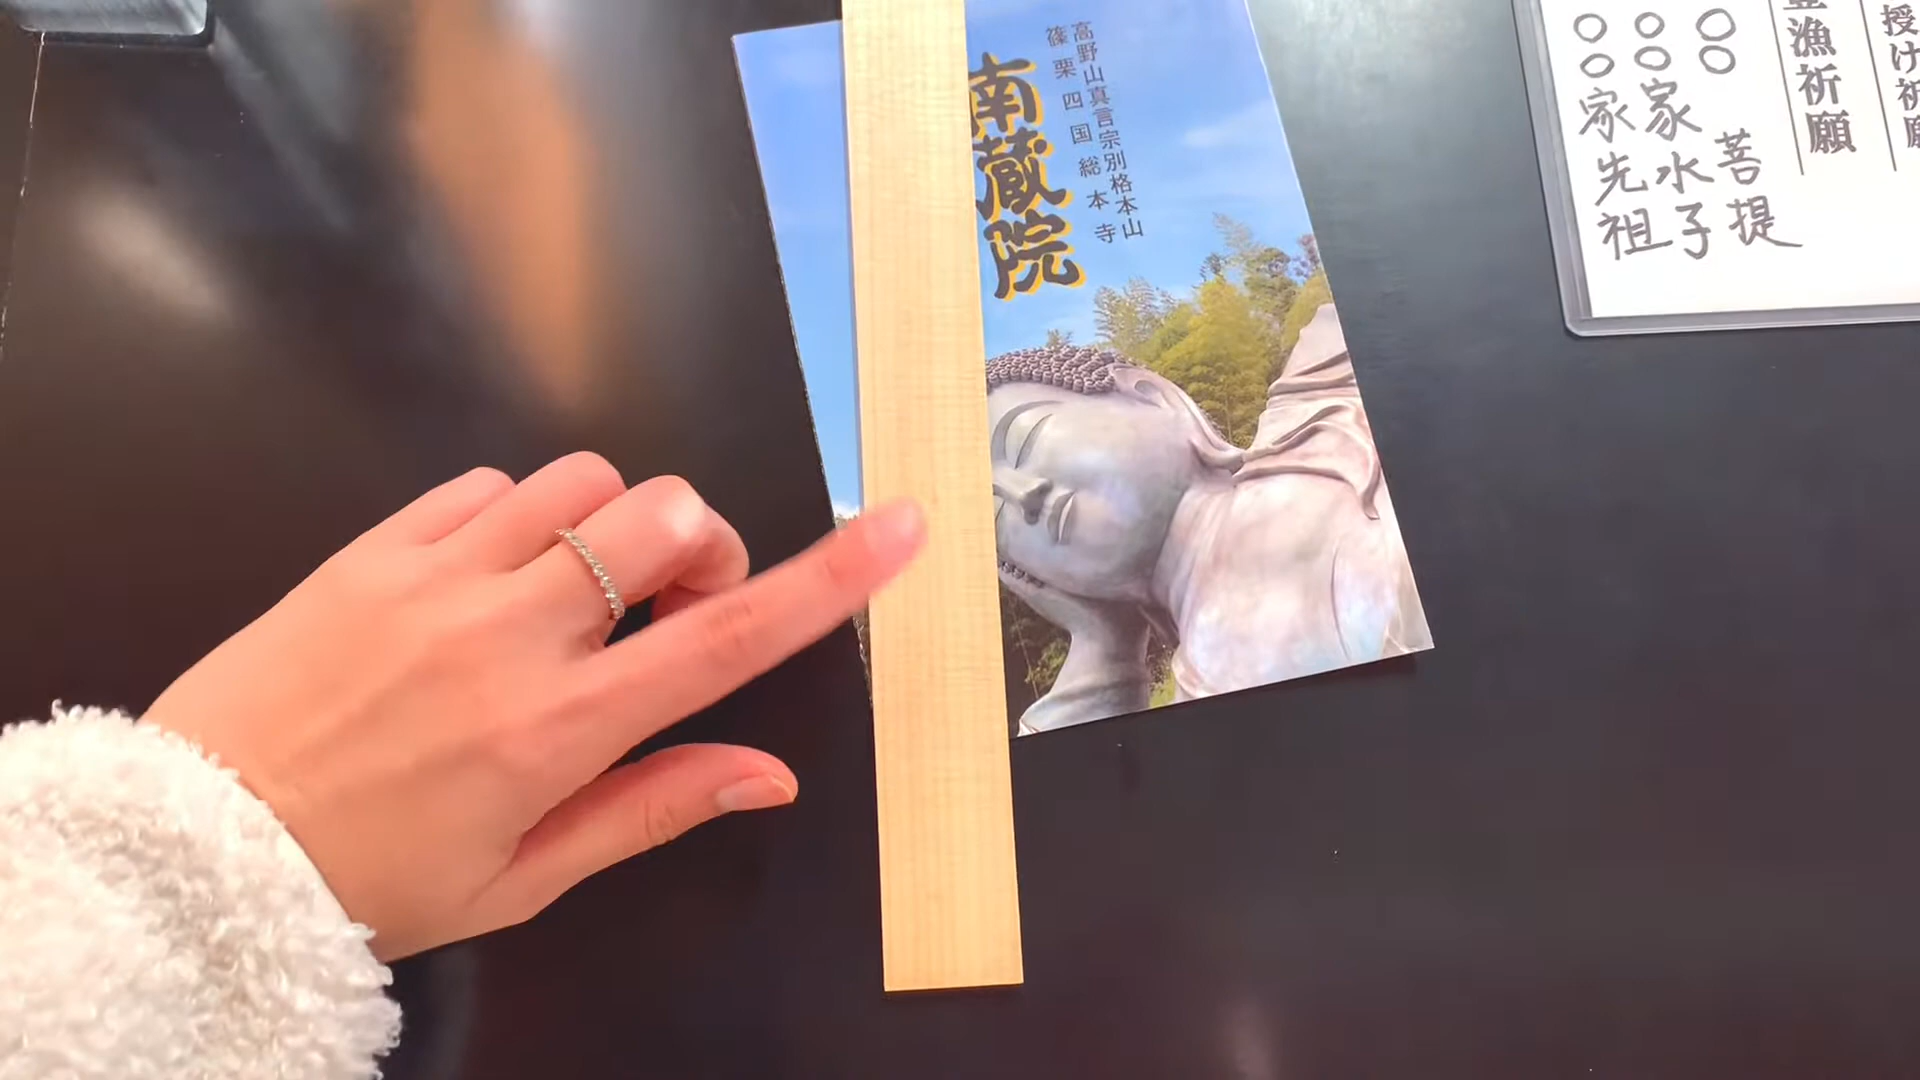 高野山真言宗別格本山
篠栗四国総本寺
南蔵院
授け祈願
漁祈願
○○菩提
○○家水子
○○家先祖